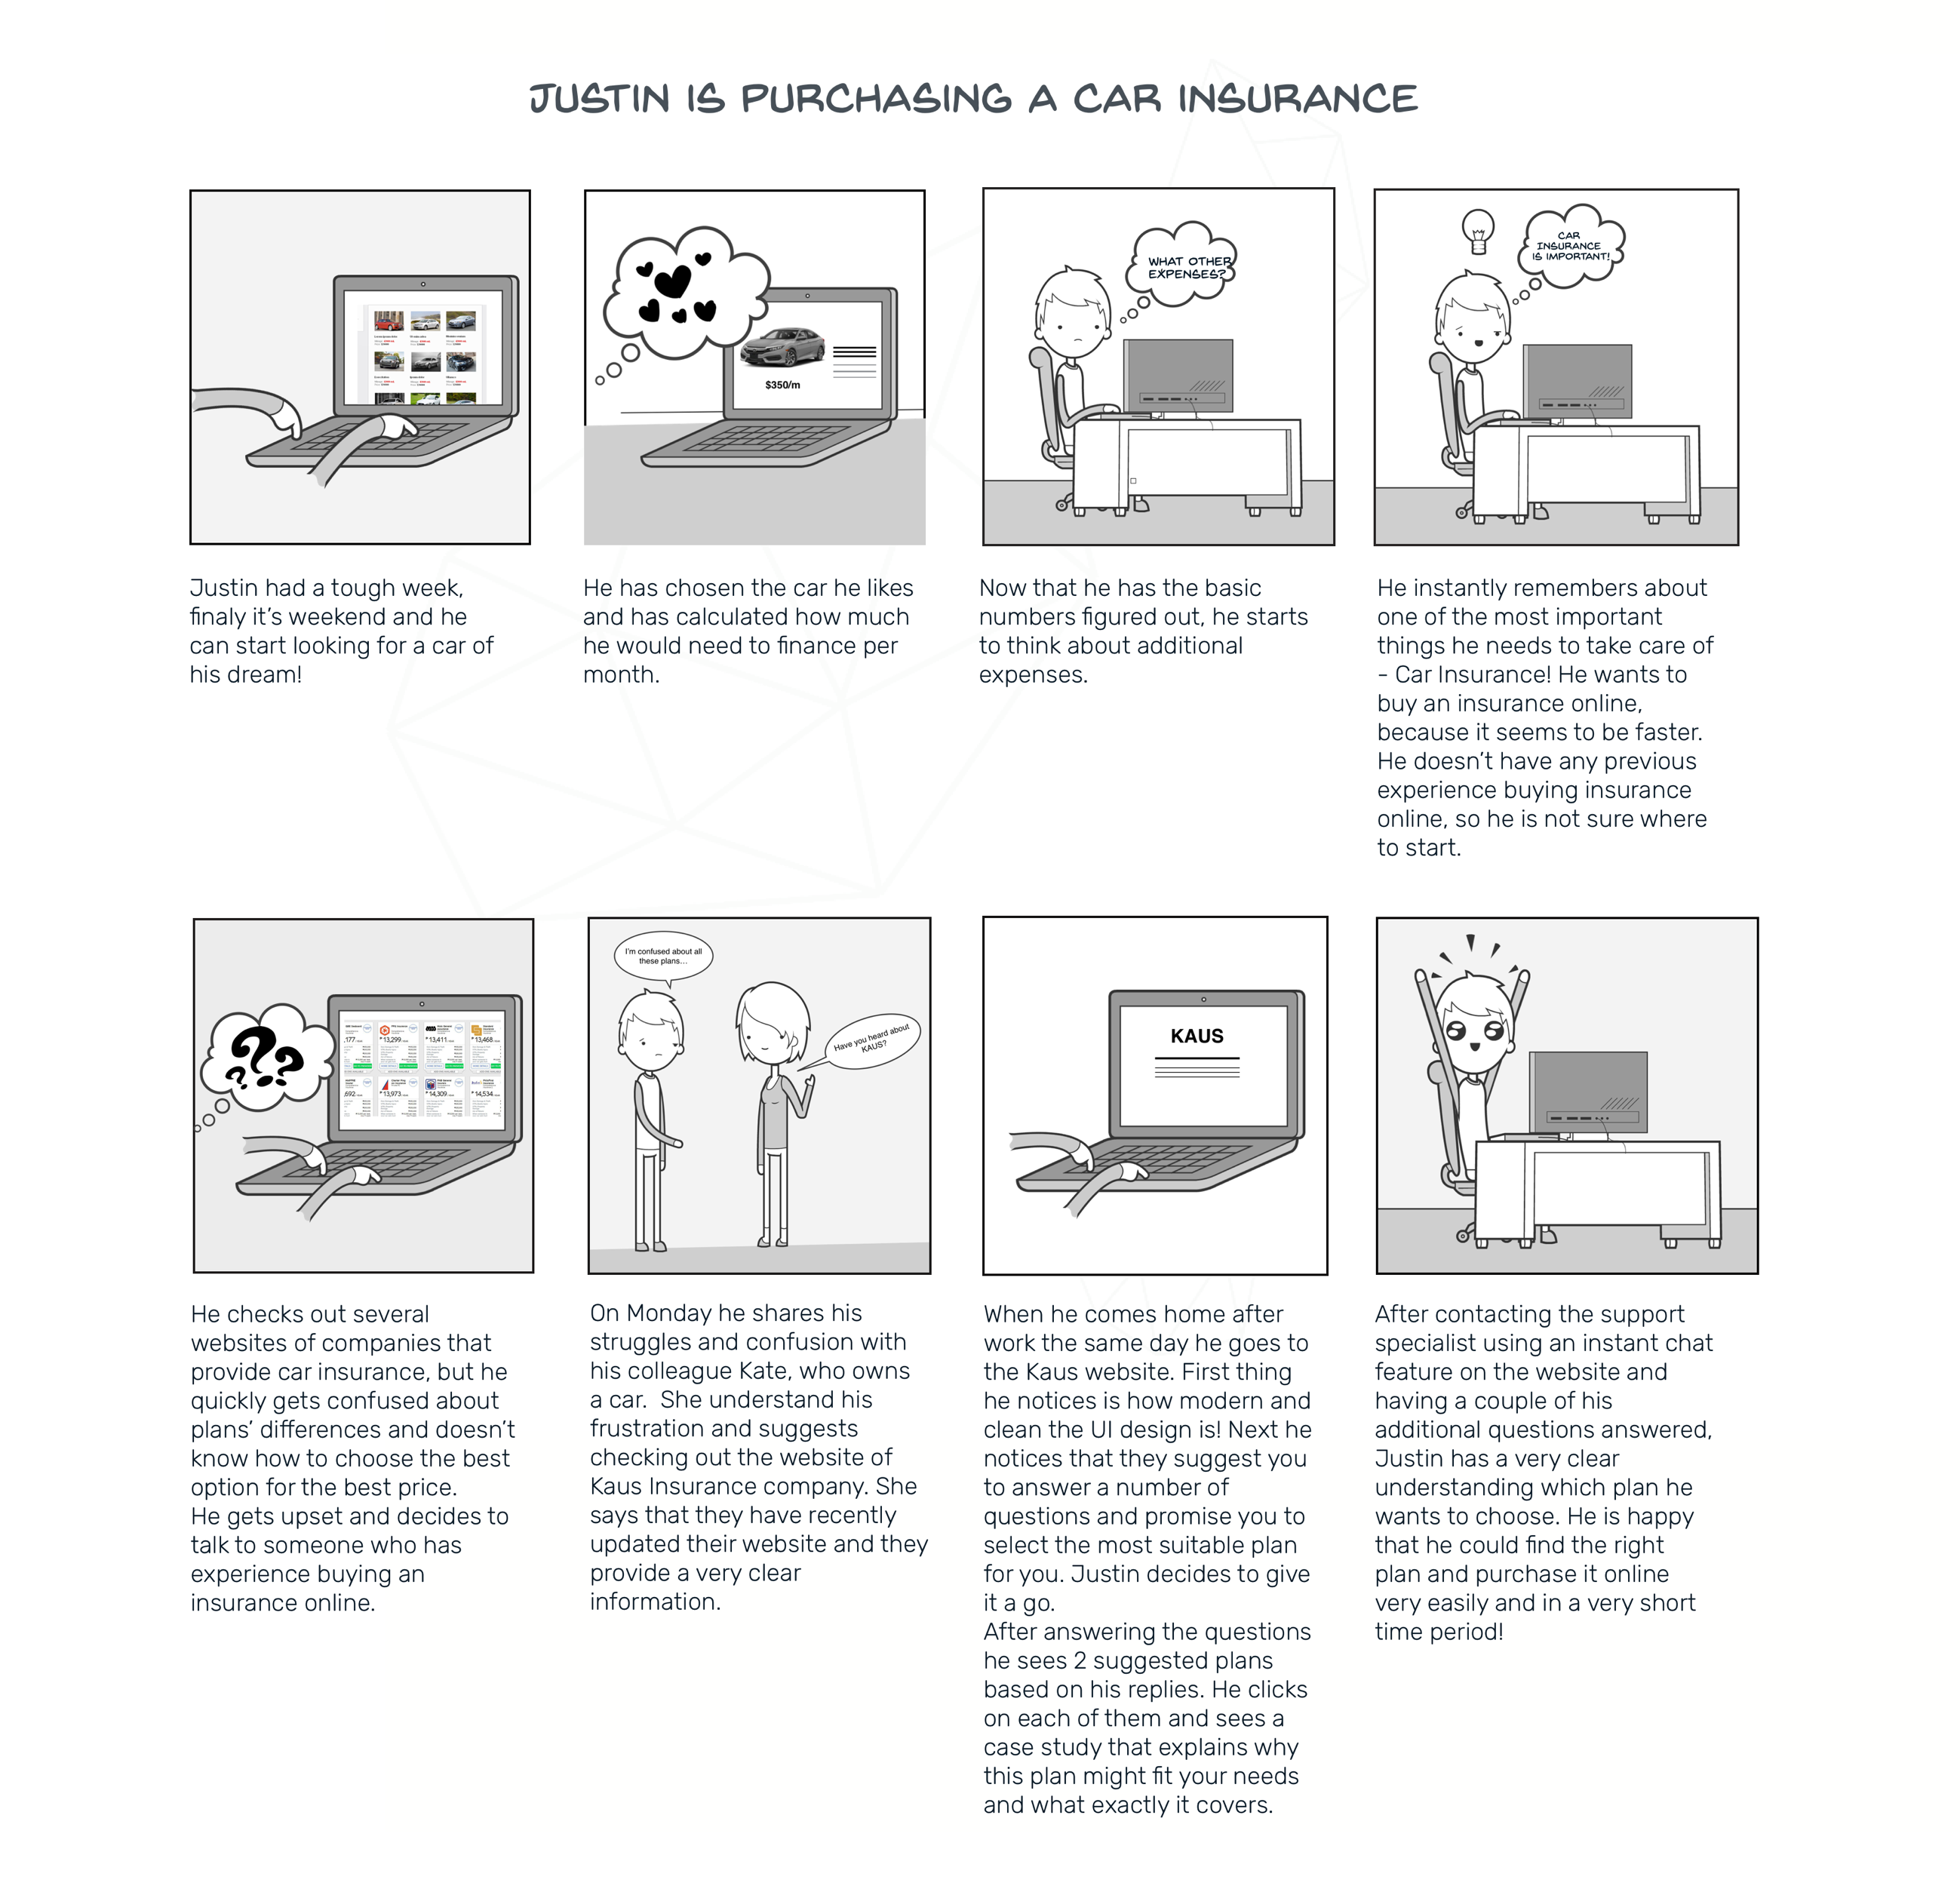 JUSTIN IS PURCHASING A CAR INSURANCE
$350/m
WHAT OTHER
EXPENSES?
CAR
INSURANCE
IS IMPORTANT!
Justin had a tough week,
finaly it's weekend and he
can start looking for a car of
his dream!
He has chosen the car he likes
and has calculated how much
he would need to finance per
month.
Now that he has the basic
numbers figured out, he starts
to think about additional
expenses.
He instantly remembers about
one of the most important
things he needs to take care of
- Car Insurance! He wants to
buy an insurance online,
because it seems to be faster.
He doesn't have any previous
experience buying insurance
online, so he is not sure where
to start.
???
13,299
13,411
13,468
13,973
14,309
14,534
I'm confused about all
these plans...
Have you heard about
KAUS?
KAUS
He checks out several
websites of companies that
provide car insurance, but he
quickly gets confused about
plans' differences and doesn't
know how to choose the best
option for the best price.
He gets upset and decides to
talk to someone who has
experience buying an
insurance online.
On Monday he shares his
struggles and confusion with
his colleague Kate, who owns
a car.  She understand his
frustration and suggests
checking out the website of
Kaus Insurance company. She
says that they have recently
updated their website and they
provide a very clear
information.
When he comes home after
work the same day he goes to
the Kaus website. First thing
he notices is how modern and
clean the UI design is! Next he
notices that they suggest you
to answer a number of
questions and promise you to
select the most suitable plan
for you. Justin decides to give
it a go.
After answering the questions
he sees 2 suggested plans
based on his replies. He clicks
on each of them and sees a
case study that explains why
this plan might fit your needs
and what exactly it covers.
After contacting the support
specialist using an instant chat
feature on the website and
having a couple of his
additional questions answered,
Justin has a very clear
understanding which plan he
wants to choose. He is happy
that he could find the right
plan and purchase it online
very easily and in a very short
time period!